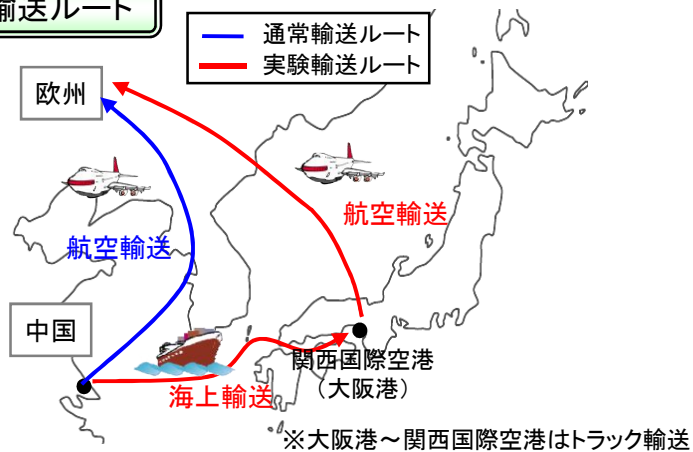 輸送ルート
通常輸送ルート
実験輸送ルート
欧州
航空輸送
航空輸送
中国
関西国際空港
（大阪港）
海上輸送
※大阪港～関西国際空港はトラック輸送